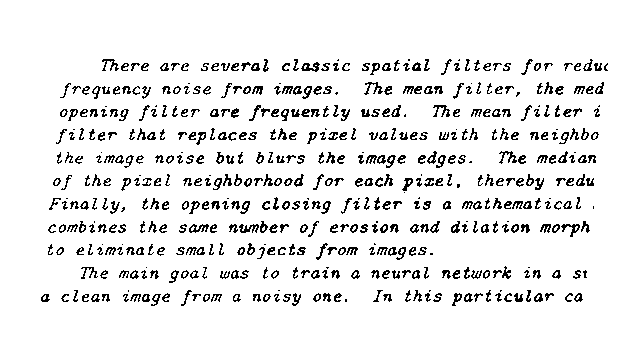 There are several classic spatial filters for reduc
frequency noise from images. The mean filter, the med
opening filter are frequently used. The mean filter i
filter that replaces the pixel values with the neighbo
the image noise but blurs the image edges. The median
of the pixel neighborhood for each pixel, thereby redu
Finally, the opening closing filter is a mathematical
combines the same number of erosion and dilation morph
to eliminate small objects from images.
The main goal was to train a neural network in a st
a clean image from a noisy one. In this particular ca